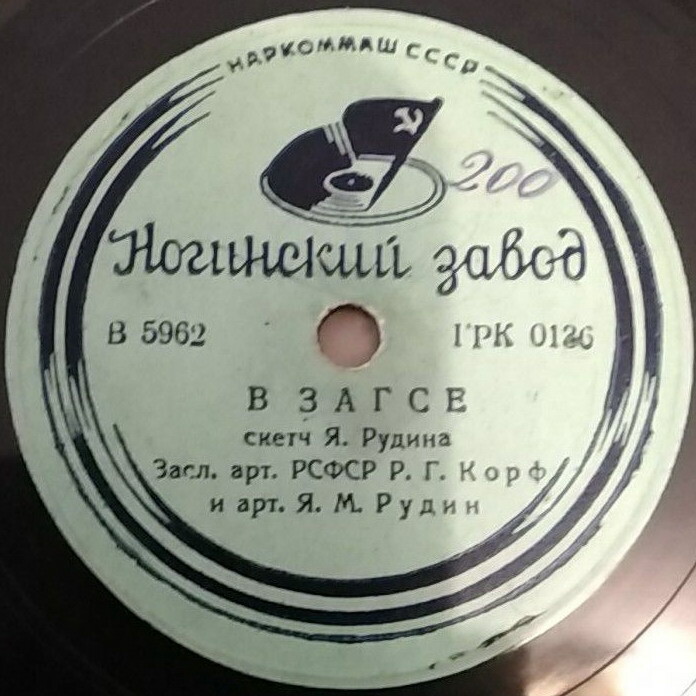 НАРКОММАШ СССР
200
Ногинский завод
В 5962
ГРК 0136
В ЗАГСЕ
скетч Я. Рудина
Засл. арт. РСФСР Р. Г. Корф
и арт. Я. М. Рудин